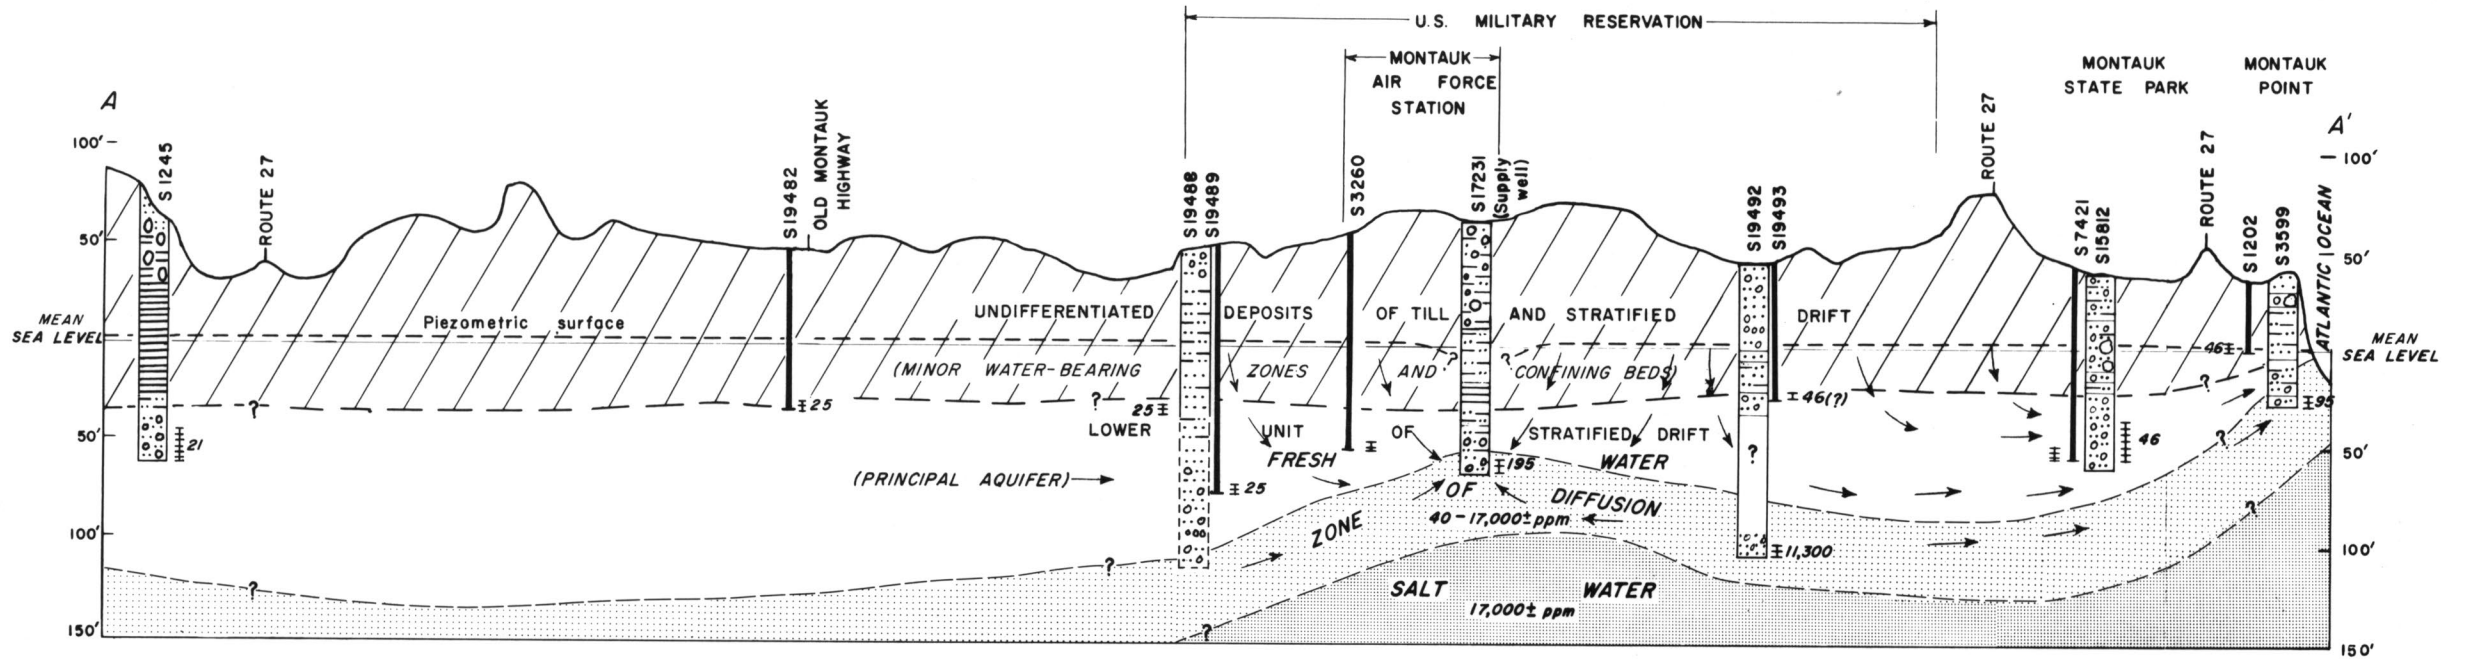 U.S. MILITARY RESERVATION
MONTAUK
AIR FORCE
STATION
MONTAUK
STATE PARK
MONTAUK
POINT
A
A'
100'
50'
MEAN
SEA LEVEL
50'
100'
150'
S1245
ROUTE 27
S19482
OLD MONTAUK
HIGHWAY
S19488
S19489
S3260
S17231
(Supply
well)
S19492
S19493
ROUTE 27
S7421
S15812
ROUTE 27
S1202
S3599
ATLANTIC OCEAN
100'
50'
MEAN
SEA LEVEL
50'
100'
150'
UNDIFFERENTIATED DEPOSITS OF TILL AND STRATIFIED DRIFT
Piezometric surface
(MINOR WATER-BEARING ZONES AND CONFINING BEDS)
? ?
46
?
? ? 25 25 46(?) 95
LOWER UNIT OF STRATIFIED DRIFT
21 ? 46 ?
FRESH WATER
195
(PRINCIPAL AQUIFER)
25
ZONE OF DIFFUSION
40-17,000± ppm
?
11,300
? ?
SALT WATER
17,000± ppm
?